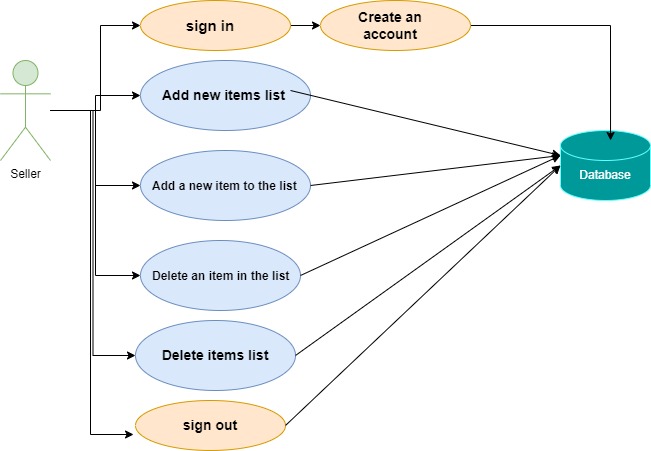 sign in
Create an
account
Add new items list
Seller
Add a new item to the list
Database
Delete an item in the list
Delete items list
sign out